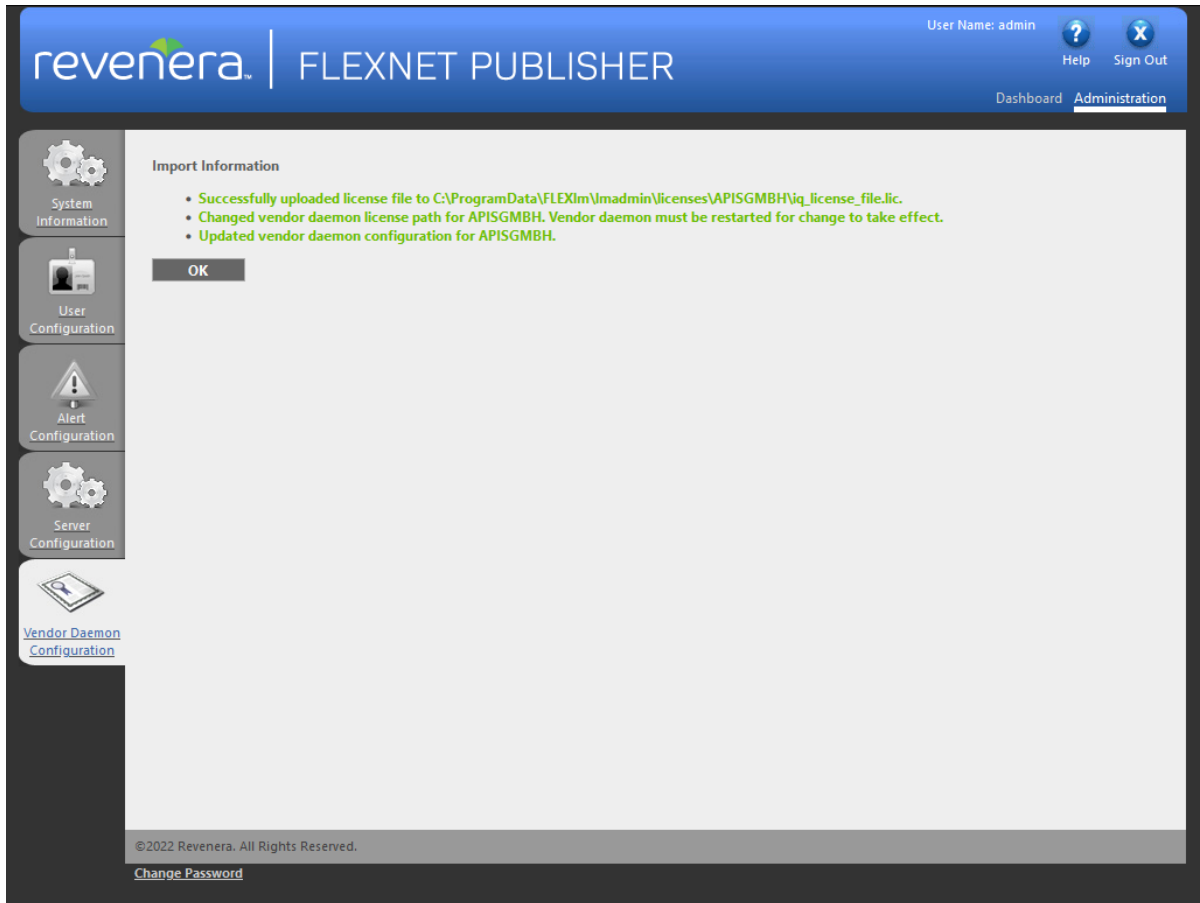 User Name: admin
Help
Sign Out
revenera™
FLEXNET PUBLISHER
Dashboard Administration
System
Information
User
Configuration
Alert
Configuration
Server
Configuration
Vendor Daemon
Configuration
Import Information
• Successfully uploaded license file to C:\ProgramData\FLEXlm\lmadmin\licenses\APISGMBH\iq_license_file.lic.
• Changed vendor daemon license path for APISGMBH. Vendor daemon must be restarted for change to take effect.
• Updated vendor daemon configuration for APISGMBH.
OK
©2022 Revenera. All Rights Reserved.
Change Password